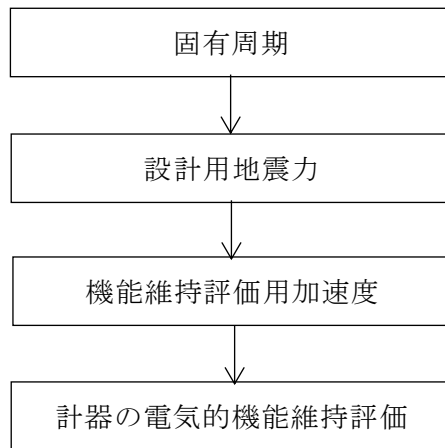 固有周期
設計用地震力
機能維持評価用加速度
計器の電気的機能維持評価